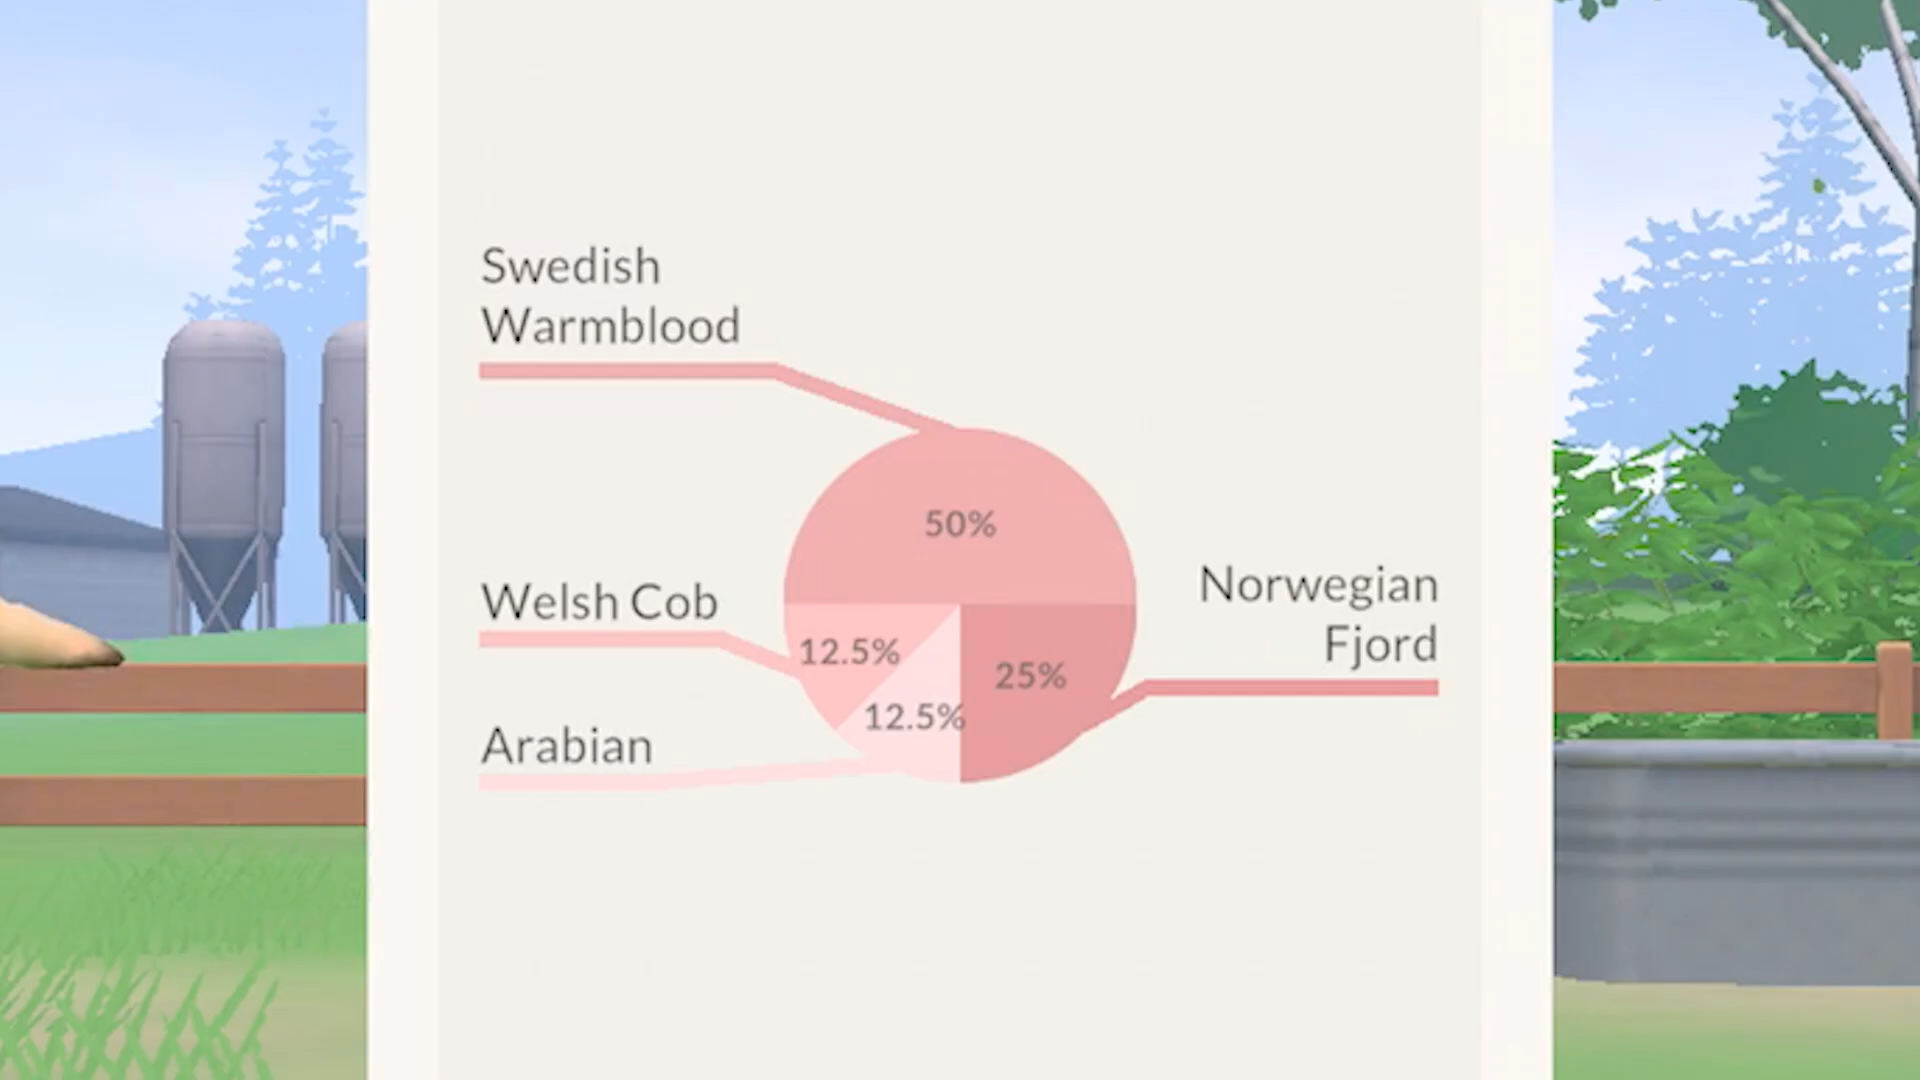 Swedish
Warmblood
50%
Welsh Cob
12.5%
Norwegian
Fjord
25%
12.5%
Arabian